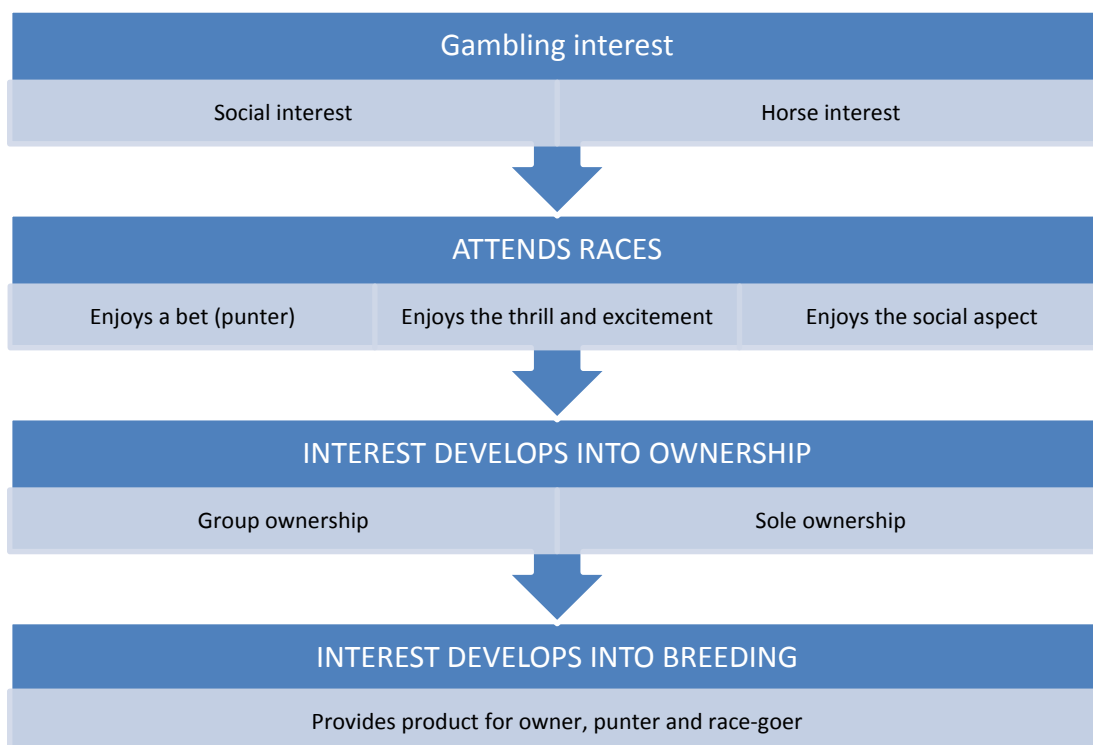 Gambling interest
Social interest
Horse interest
ATTENDS RACES
Enjoys a bet (punter)
Enjoys the thrill and excitement
Enjoys the social aspect
INTEREST DEVELOPS INTO OWNERSHIP
Group ownership
Sole ownership
INTEREST DEVELOPS INTO BREEDING
Provides product for owner, punter and race-goer